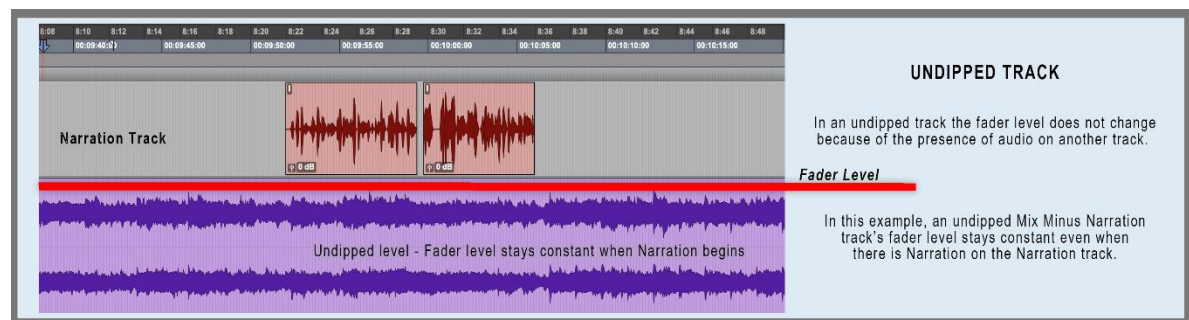 8:08 8:10 8:12 8:14 8:16 8:18 8:20 8:22 8:24 8:26 8:28 8:30 8:32 8:34 8:36 8:38 8:40 8:42 8:44 8:46 8:48
00:09:45:00 00:09:50:00 00:09:55:00 00:10:00:00 00:10:05:00 00:10:10:00 00:10:15:00
UNDIPPED TRACK
In an undipped track the fader level does not change
because of the presence of audio on another track.
Narration Track
0 dB 0 dB
Fader Level
In this example, an undipped Mix Minus Narration
track's fader level stays constant even when
there is Narration on the Narration track.
Undipped level - Fader level stays constant when Narration begins